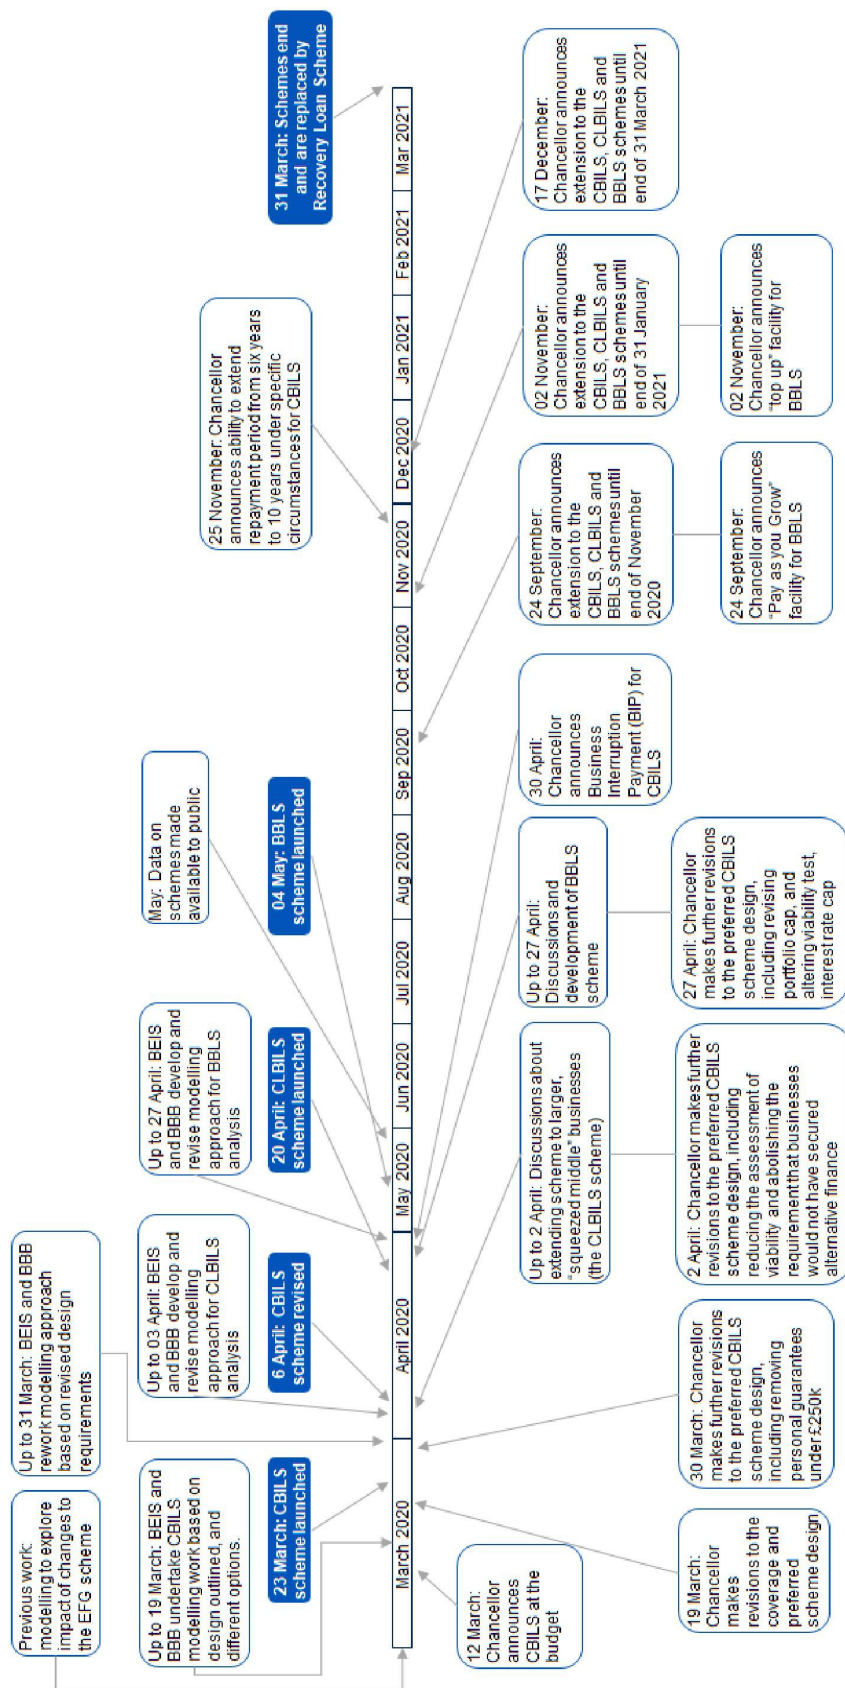 Previous work:
modelling to explore
impact of changes to
the EFG scheme
Up to 31 March: BEIS and BBB
rework modelling approach
based on revised design
requirements
Up to 19 March: BEIS and
BBB undertake CBILS
modelling work based on
design outlined, and
different options.
Up to 03 April: BEIS
and BBB develop and
revise modelling
approach for CLBILS
analysis
Up to 27 April: BEIS
and BBB develop and
revise modelling
approach for BBLS
analysis
May: Data on
schemes made
available to public
25 November: Chancellor
announces ability to extend
repayment period from six years
to 10 years under specific
circumstances for CBILS
23 March: CBILS
scheme launched
6 April: CBILS
scheme revised
20 April: CLBILS
scheme launched
04 May: BBLS
scheme launched
31 March: Schemes end
and are replaced by
Recovery Loan Scheme
March 2020
April 2020
May 2020
Jun 2020
Jul 2020
Aug 2020
Sep 2020
Oct 2020
Nov 2020
Dec 2020
Jan 2021
Feb 2021
Mar 2021
12 March:
Chancellor
announces
CBILS at the
budget
19 March:
Chancellor
makes
revisions to the
coverage and
preferred
scheme design
30 March: Chancellor
makes further revisions
to the preferred CBILS
scheme design,
including removing
personal guarantees
under £250k
Up to 2 April: Discussions about
extending scheme to larger,
"squeezed middle" businesses
(the CLBILS scheme)
2 April: Chancellor makes further
revisions to the preferred CBILS
scheme design, including
reducing the assessment of
viability and abolishing the
requirement that businesses
would not have secured
alternative finance
Up to 27 April:
Discussions and
development of BBLS
scheme
27 April: Chancellor
makes further revisions
to the preferred CBILS
scheme design,
including revising
portfolio cap, and
altering viability test,
interest rate cap
30 April:
Chancellor
announces
Business
Interruption
Payment (BIP) for
CBILS
24 September:
Chancellor announces
extension to the
CBILS, CLBILS and
BBLS schemes until
end of November
2020
24 September:
Chancellor announces
"Pay as you Grow"
facility for BBLS
02 November:
Chancellor announces
extension to the
CBILS, CLBILS and
BBLS schemes until
end of 31 January
2021
02 November:
Chancellor announces
"top up" facility for
BBLS
17 December:
Chancellor announces
extension to the
CBILS, CLBILS and
BBLS schemes until
end of 31 March 2021